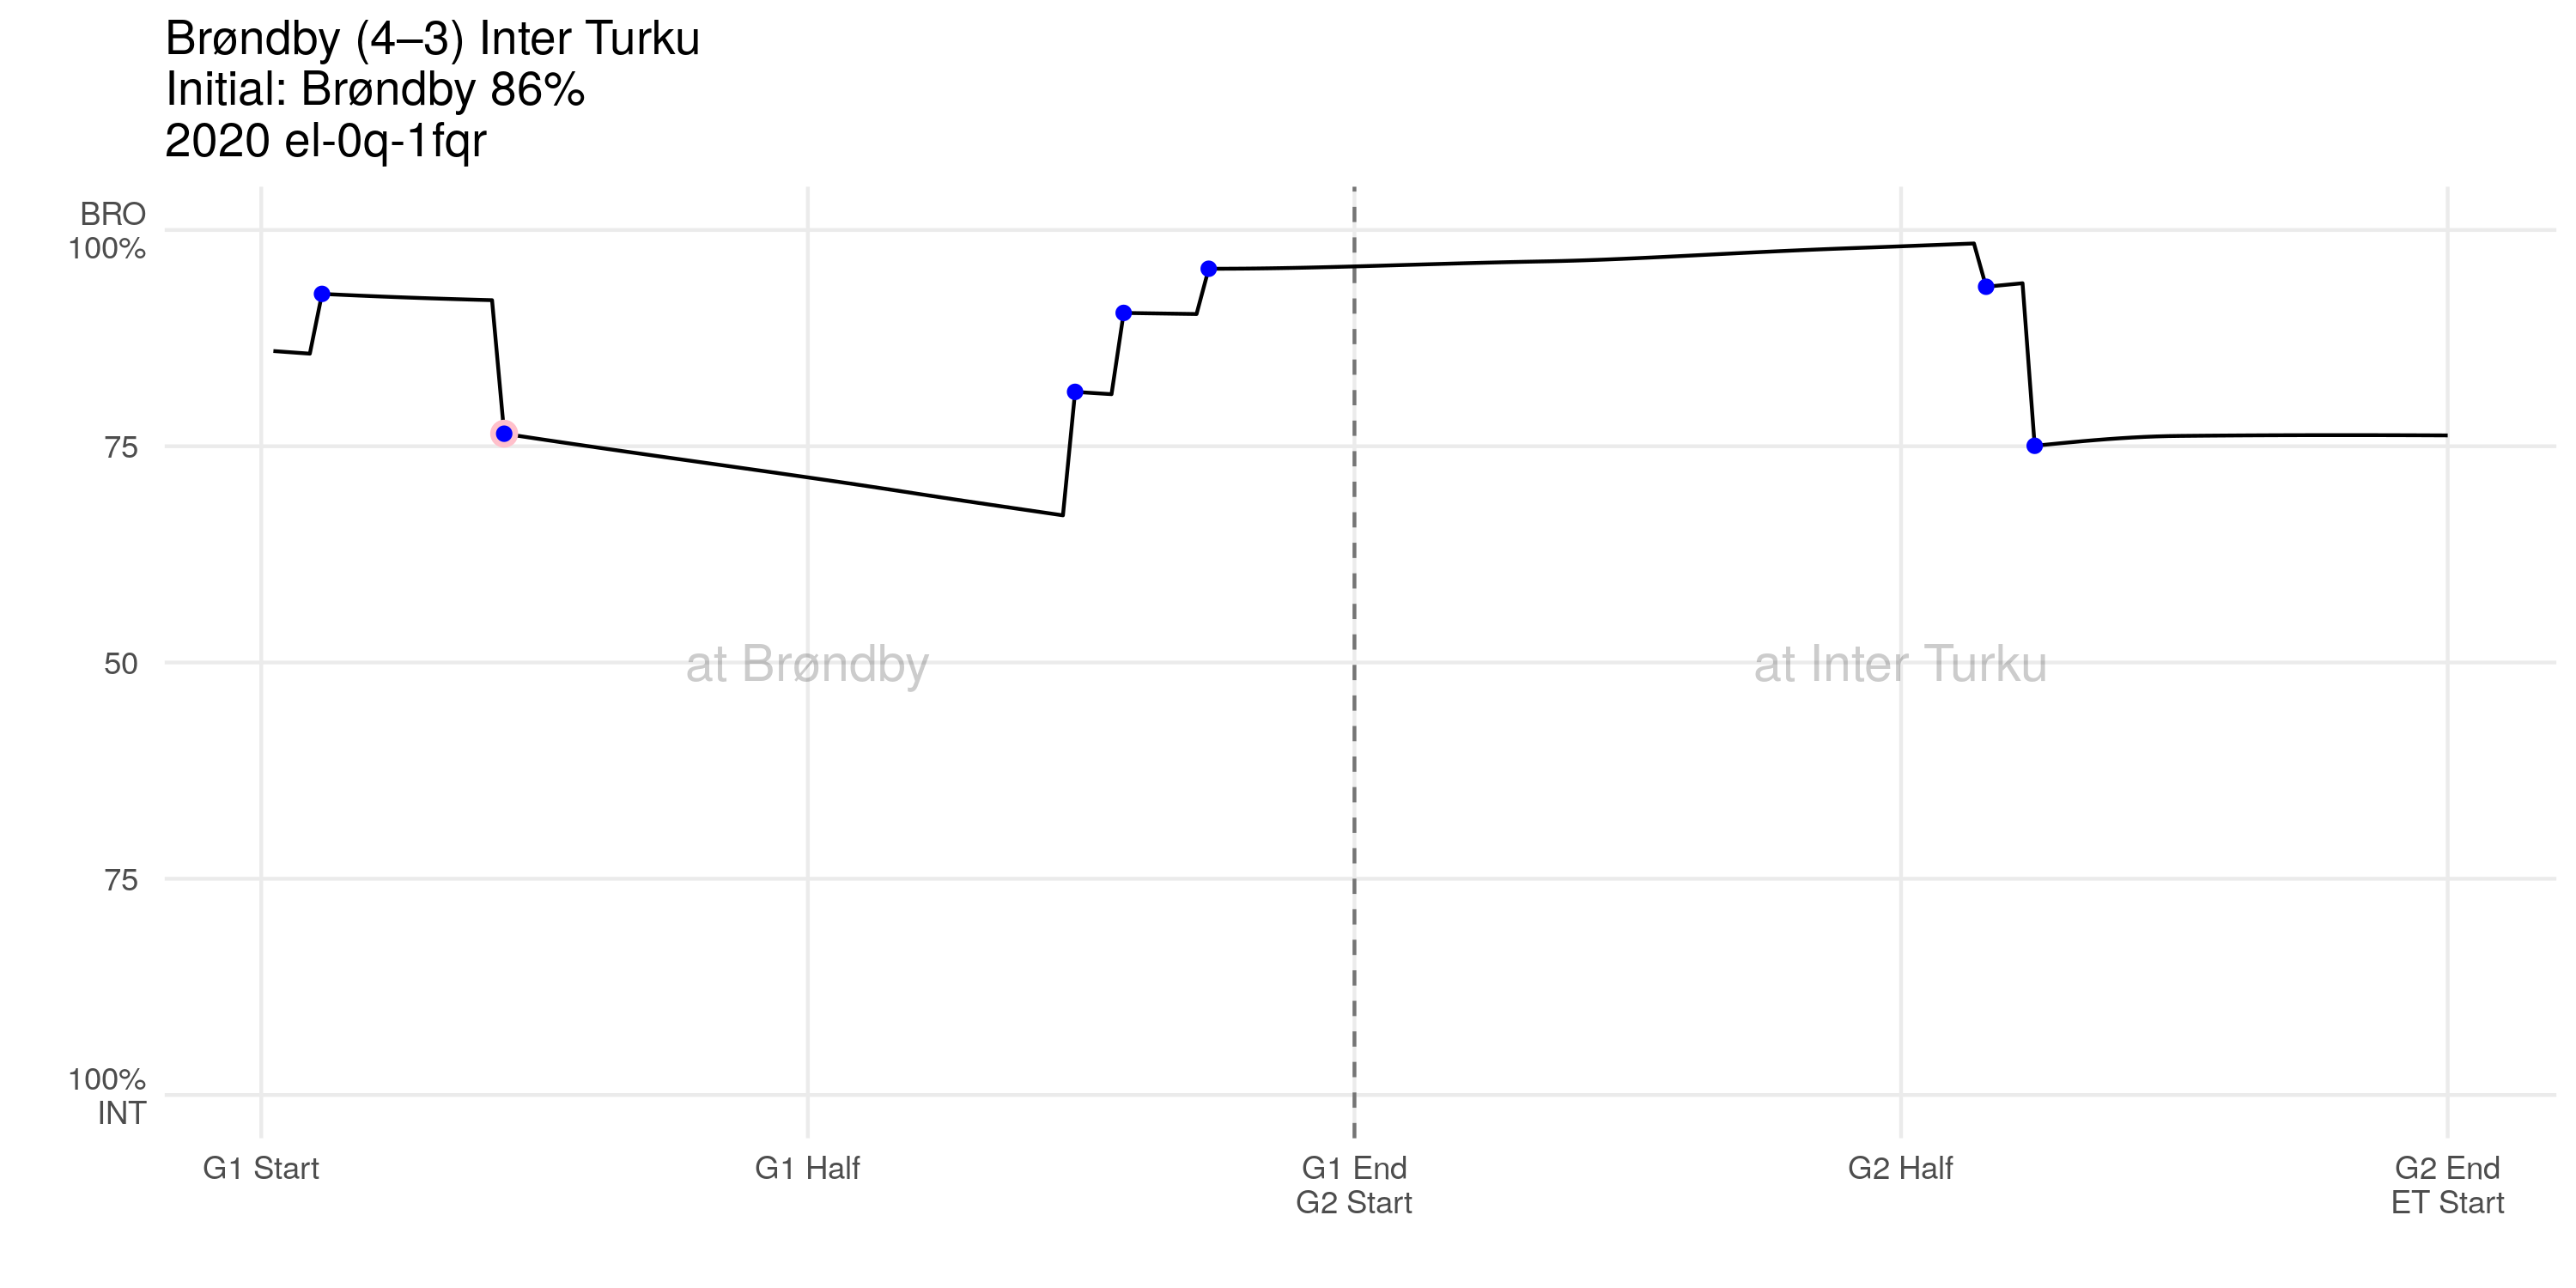 Brøndby (4–3) Inter Turku
Initial: Brøndby 86%
2020 el-0q-1fqr
BRO
100%
75
50
75
100%
INT
at Brøndby
at Inter Turku
G1 Start
G1 Half
G1 End
G2 Start
G2 Half
G2 End
ET Start